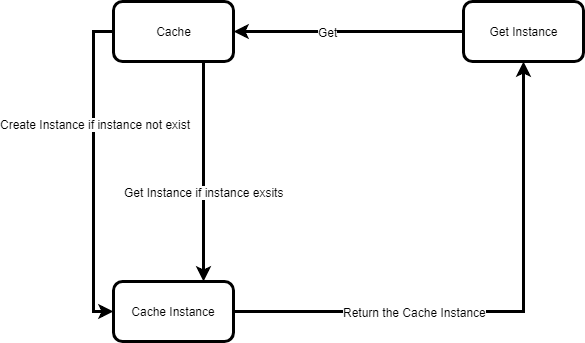 Cache
Get
Get Instance
Create Instance if instance not exist
Get Instance if instance exsits
Cache Instance
Return the Cache Instance